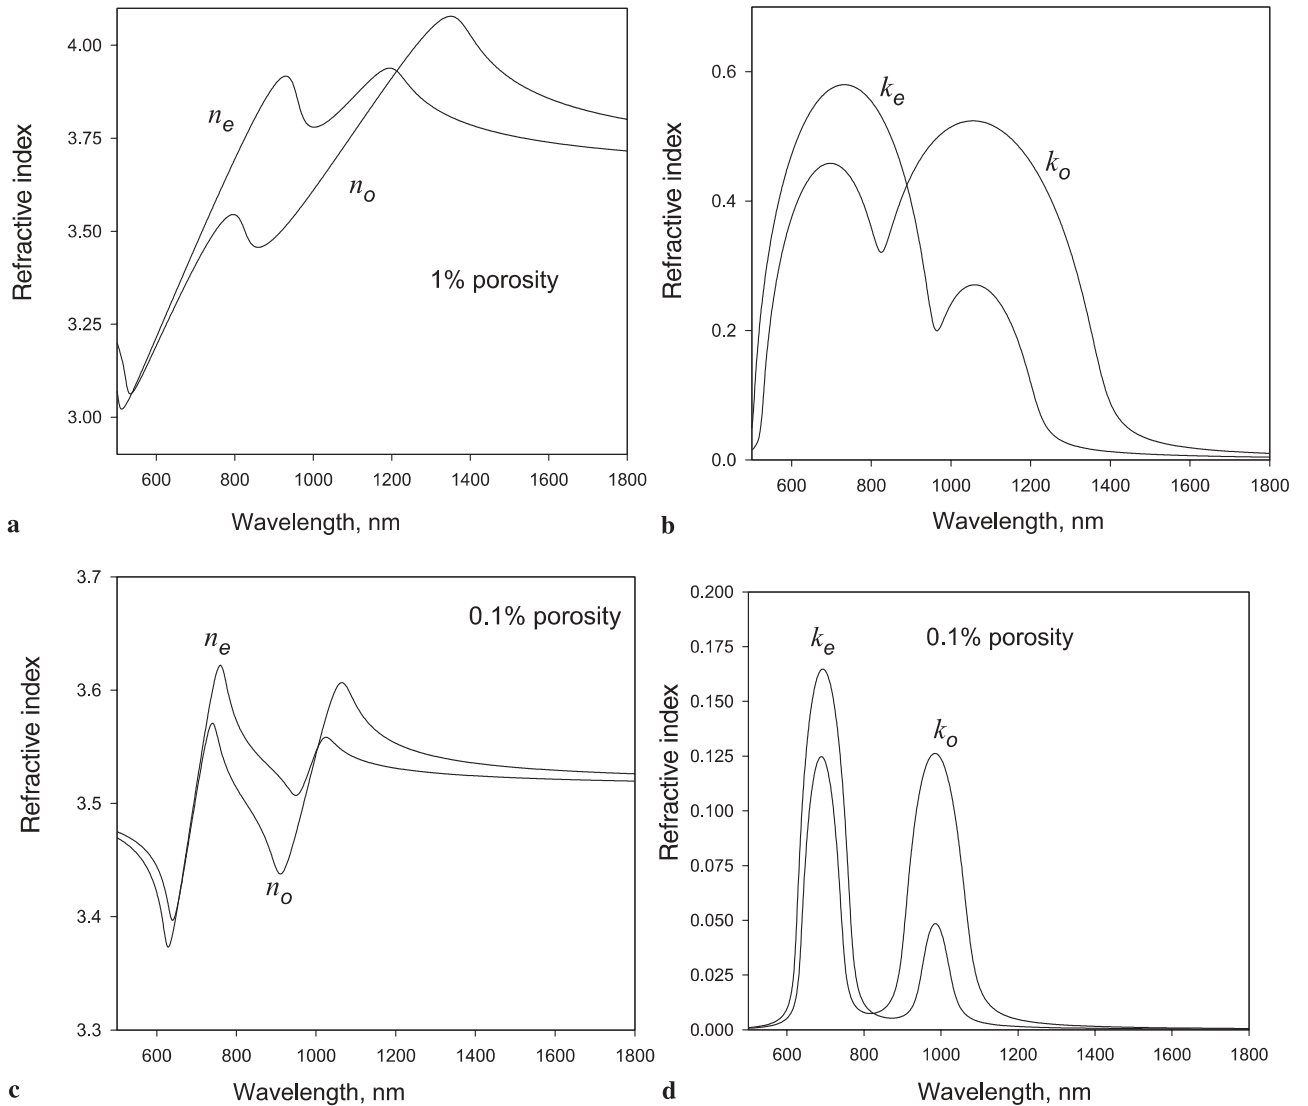 Refractive index
4.00
3.75
3.50
3.25
3.00
n_e
n_o
1% porosity
600 800 1000 1200 1400 1600 1800
Wavelength, nm
a
Refractive index
0.6
0.4
0.2
0.0
k_e
k_o
600 800 1000 1200 1400 1600 1800
Wavelength, nm
b
Refractive index
3.7
3.6
3.5
3.4
3.3
0.1% porosity
n_e
n_o
600 800 1000 1200 1400 1600 1800
Wavelength, nm
c
Refractive index
0.200
0.175
0.150
0.125
0.100
0.075
0.050
0.025
0.000
k_e
0.1% porosity
k_o
600 800 1000 1200 1400 1600 1800
Wavelength, nm
d